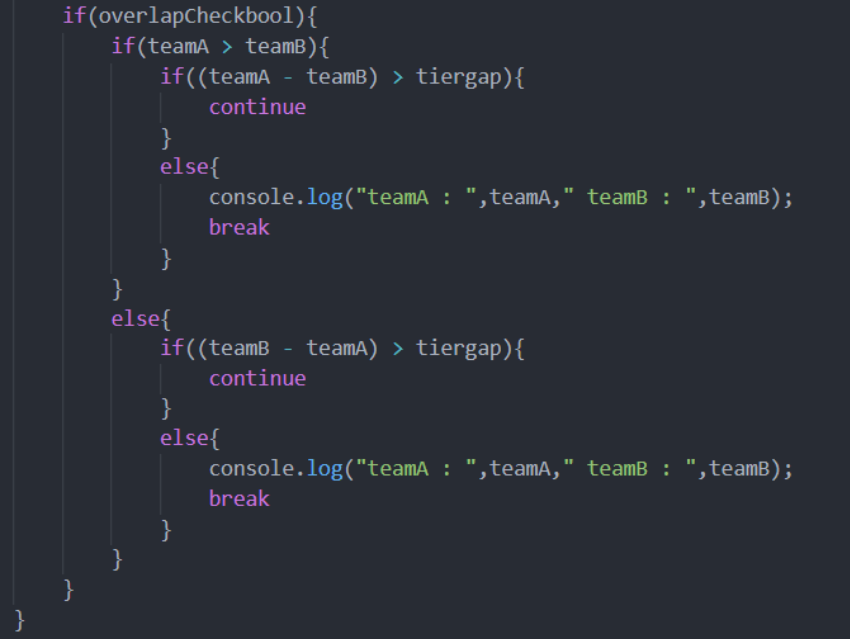 if(overlapCheckbool){
if(teamA > teamB){
if((teamA - teamB) > tiergap){
continue
}
else{
console.log("teamA : ",teamA," teamB : ",teamB);
break
}
}
else{
if((teamB - teamA) > tiergap){
continue
}
else{
console.log("teamA : ",teamA," teamB : ",teamB);
break
}
}
}
}